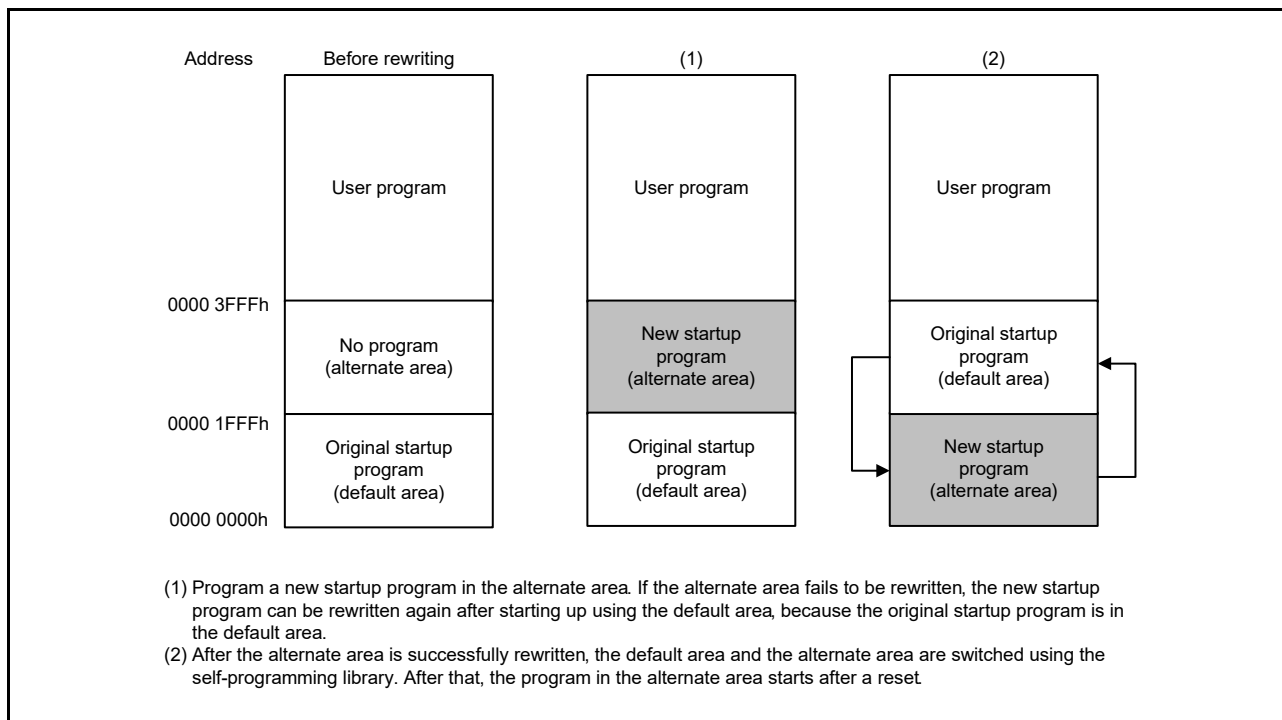 Address
Before rewriting
(1)
(2)
User program
User program
User program
0000 3FFFh
No program
(alternate area)
New startup
program
(alternate area)
Original startup
program
(default area)
0000 1FFFh
Original startup
program
(default area)
Original startup
program
(default area)
New startup
program
(alternate area)
0000 0000h
(1) Program a new startup program in the alternate area. If the alternate area fails to be rewritten, the new startup
program can be rewritten again after starting up using the default area, because the original startup program is in
the default area.
(2) After the alternate area is successfully rewritten, the default area and the alternate area are switched using the
self-programming library. After that, the program in the alternate area starts after a reset.